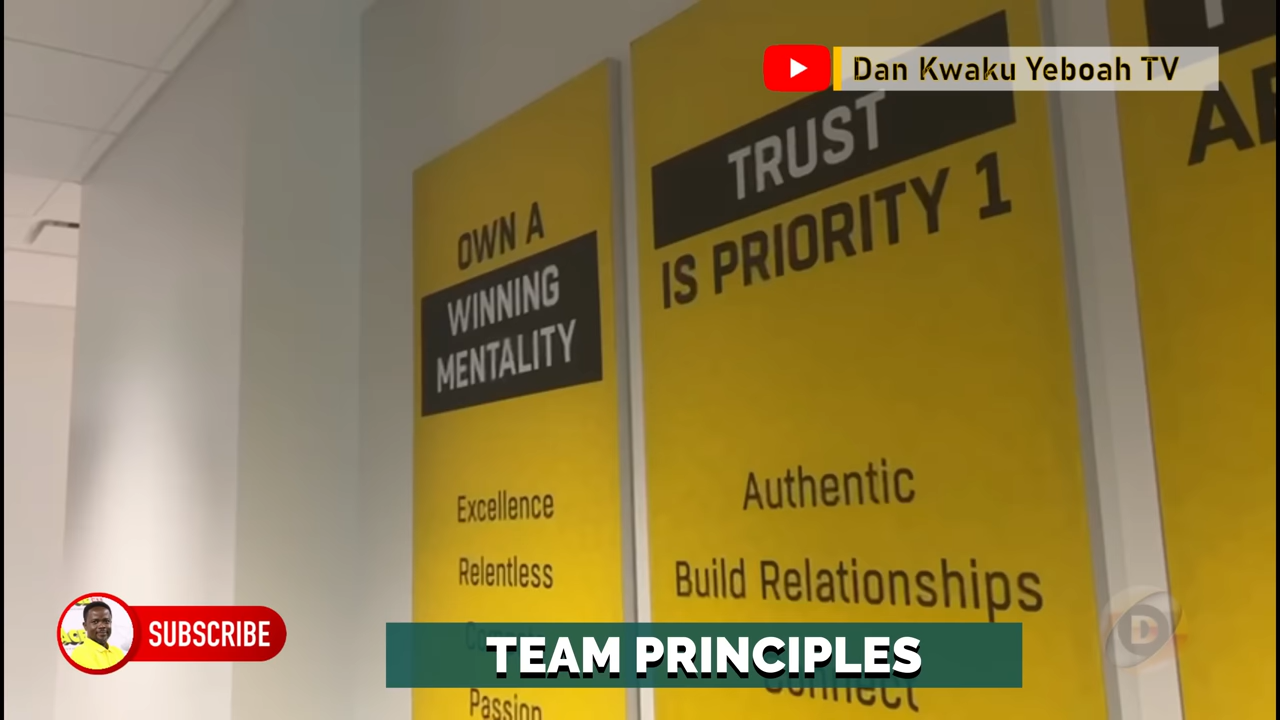 Dan Kwaku Yeboah TV
OWN A
WINNING
MENTALITY
Excellence
Relentless
Passion
TRUST
IS PRIORITY 1
Authentic
Build Relationships
Connect
SUBSCRIBE
TEAM PRINCIPLES
D